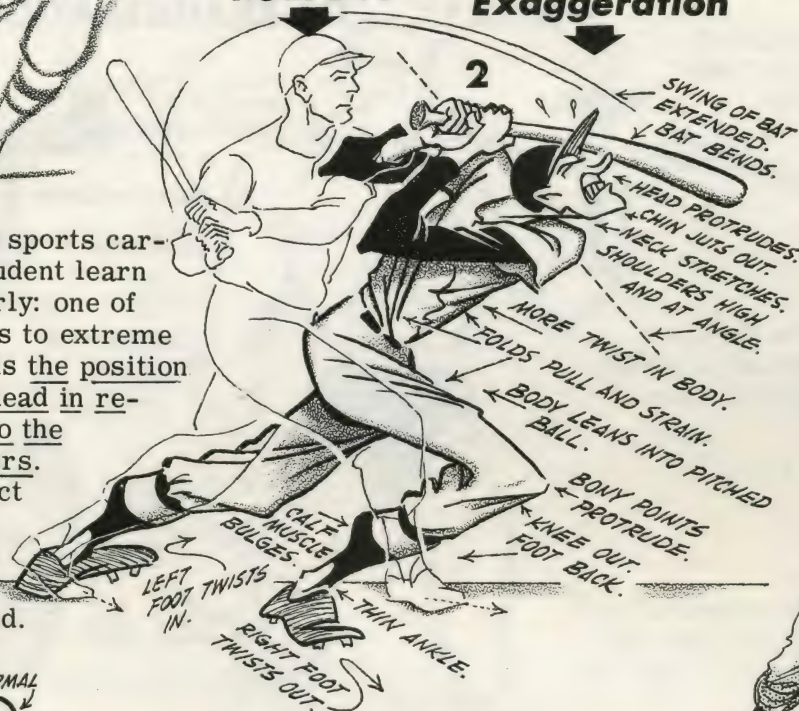 Exaggeration
2
SWING OF BAT
EXTENDED.
BAT BENDS.
HEAD PROTRUDES.
CHIN JUTS OUT.
NECK STRETCHES.
SHOULDERS HIGH
AND AT ANGLE.
MORE TWIST IN BODY.
FOLDS PULL AND STRAIN.
BODY LEANS INTO PITCHED
BALL.
BONY POINTS
PROTRUDE.
KNEE OUT.
FOOT BACK.
CALF
MUSCLE
BULGES.
THIN ANKLE.
LEFT
FOOT TWISTS
IN.
RIGHT FOOT
TWISTS OUT.
sports car-
udent learn
rly: one of
s to extreme
s the position
ead in re-
o the
rs.
ct
d.
RMAL